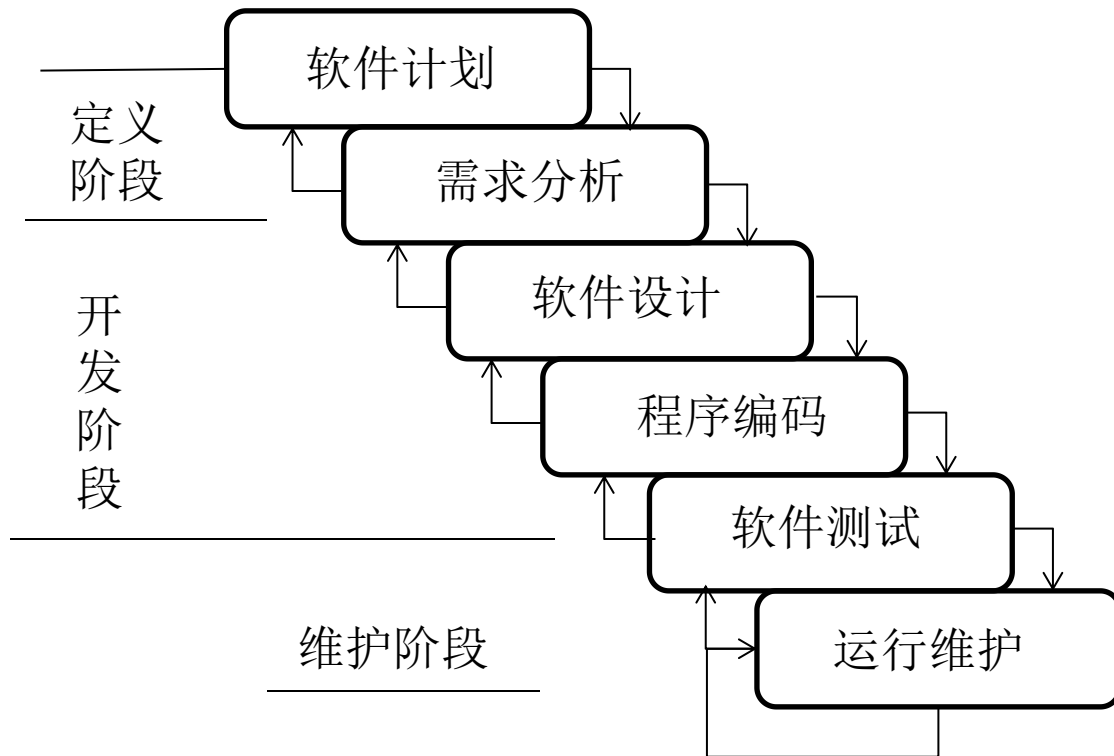 软件计划
定义
阶段
需求分析
软件设计
开
发
阶
段
程序编码
软件测试
维护阶段
运行维护